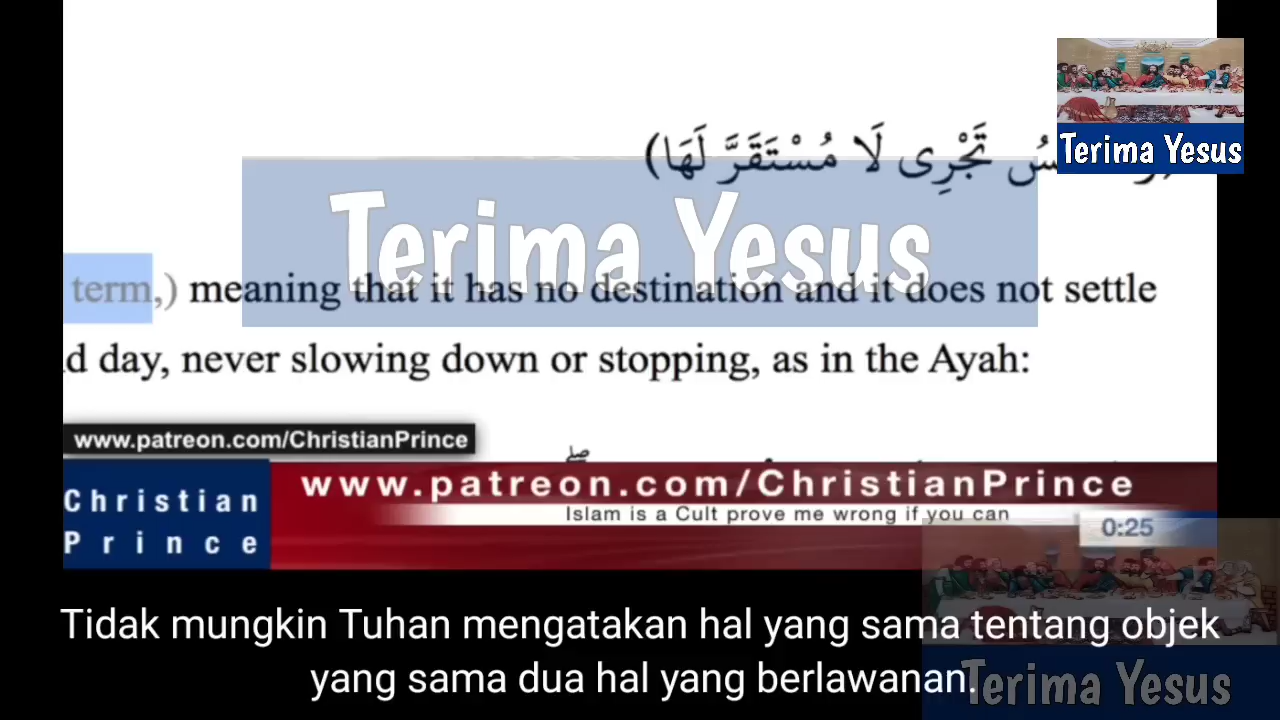 تَجْرِى لَا مُسْتَقَرَّ لَهَا)
Terima Yesus
Terima Yesus
term,) meaning that it has no destination and it does not settle
d day, never slowing down or stopping, as in the Ayah:
www.patreon.com/ChristianPrince
Christian
Prince
www.patreon.com/ChristianPrince
Islam is a Cult prove me wrong if you can
0:25
Tidak mungkin Tuhan mengatakan hal yang sama tentang objek
yang sama dua hal yang berlawanan.
Terima Yesus